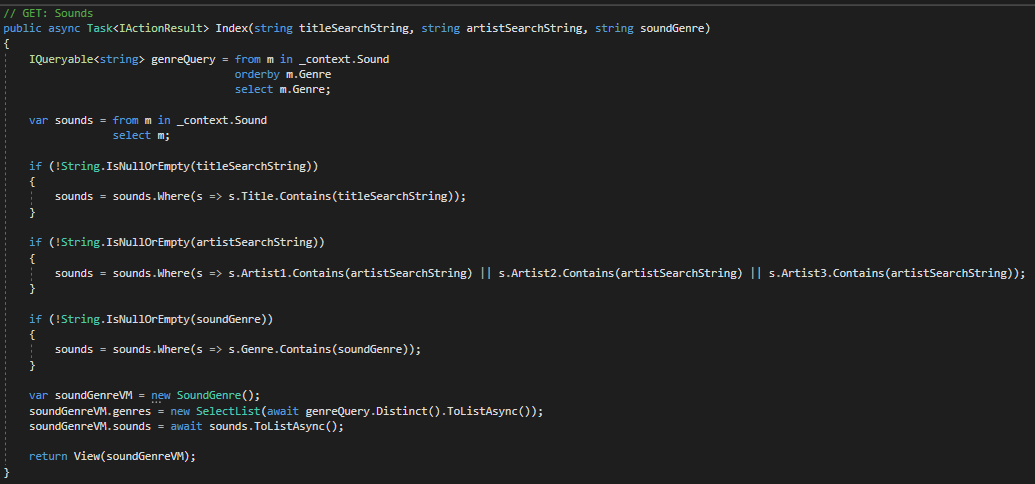 // GET: Sounds
public async Task<IActionResult> Index(string titleSearchString, string artistSearchString, string soundGenre)
{
IQueryable<string> genreQuery = from m in _context.Sound
orderby m.Genre
select m.Genre;
var sounds = from m in _context.Sound
select m;
if (!String.IsNullOrEmpty(titleSearchString))
{
sounds = sounds.Where(s => s.Title.Contains(titleSearchString));
}
if (!String.IsNullOrEmpty(artistSearchString))
{
sounds = sounds.Where(s => s.Artist1.Contains(artistSearchString) || s.Artist2.Contains(artistSearchString) || s.Artist3.Contains(artistSearchString));
}
if (!String.IsNullOrEmpty(soundGenre))
{
sounds = sounds.Where(s => s.Genre.Contains(soundGenre));
}
var soundGenreVM = new SoundGenre();
soundGenreVM.genres = new SelectList(await genreQuery.Distinct().ToListAsync());
soundGenreVM.sounds = await sounds.ToListAsync();
return View(soundGenreVM);
}